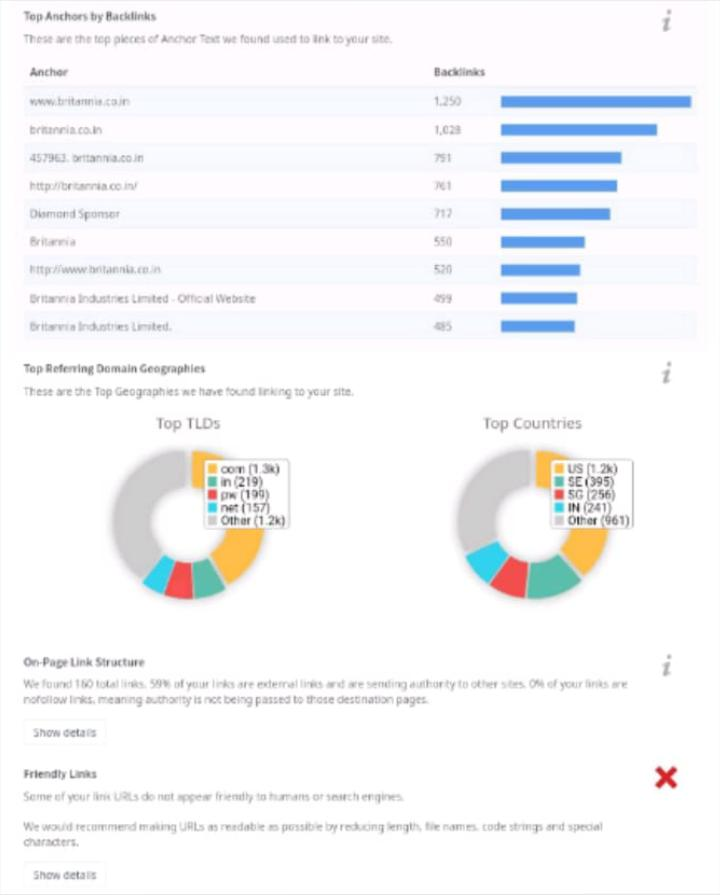 Top Anchors by Backlinks
These are the top pieces of Anchor Text we found used to link to your site.
Anchor Backlinks
www.britannia.co.in 1,250
britannia.co.in 1,028
457963. britannia.co.in 791
http://britannia.co.in/ 761
Diamond Sponsor 717
Britannia 550
http://www.britannia.co.in 520
Britannia Industries Limited - Official Website 499
Britannia Industries Limited. 485
Top Referring Domain Geographies
These are the Top Geographies we have found linking to your site.
Top TLDs
com (1.3k)
in (219)
pw (199)
net (157)
Other (1.2k)
Top Countries
US (1.2k)
SE (395)
SG (256)
IN (241)
Other (961)
On-Page Link Structure
We found 160 total links. 59% of your links are external links and are sending authority to other sites. 0% of your links are
nofollow links, meaning authority is not being passed to those destination pages.
Show details
Friendly Links
Some of your link URLs do not appear friendly to humans or search engines.
We would recommend making URLs as readable as possible by reducing length, file names, code strings and special
characters.
Show details